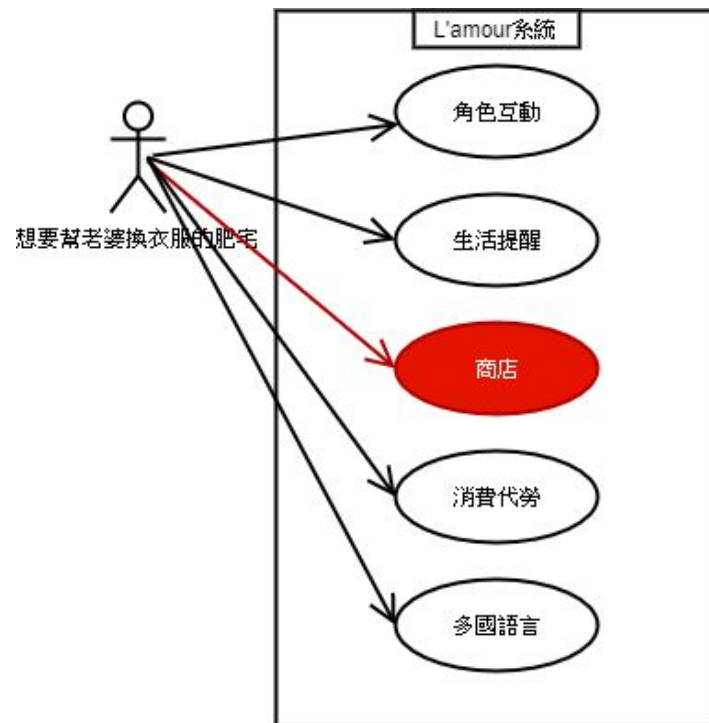 L'amour系統
角色互動
想要幫老婆換衣服的肥宅
生活提醒
商店
消費代勞
多國語言